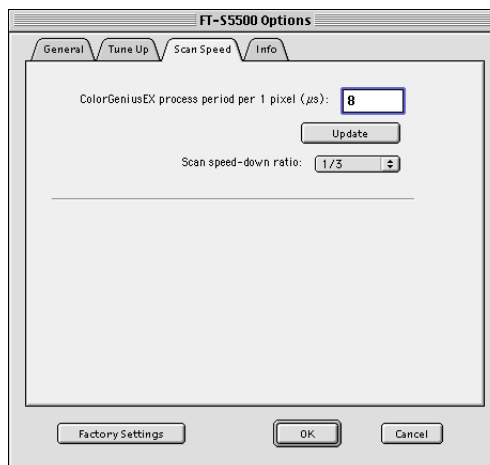 FT-S5500 Options
General Tune Up Scan Speed Info
ColorGeniusEX process period per 1 pixel (µs): 8
Update
Scan speed-down ratio: 1/3
Factory Settings OK Cancel